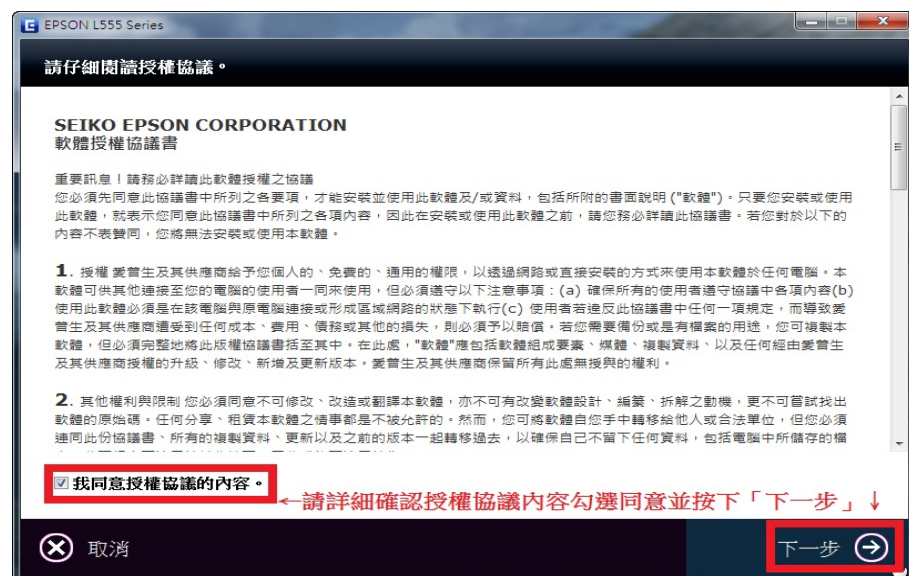 EPSON L555 Series
請仔細閱讀授權協議。
SEIKO EPSON CORPORATION
軟體授權協議書
重要訊息！請務必詳讀此軟體授權之協議
您必須先同意此協議書中所列之各要項，才能安裝並使用此軟體及/或資料，包括所附的書面說明 ("軟體")。只要您安裝或使用
此軟體，就表示您同意此協議書中所列之各項內容，因此在安裝或使用此軟體之前，請您務必詳讀此協議書。若您對於以下的
內容不表贊同，您將無法安裝或使用本軟體。
1. 授權 愛普生及其供應商給予您個人的、免費的、通用的權限，以透過網路或直接安裝的方式來使用本軟體於任何電腦。本
軟體可供其他連接至您的電腦的使用者一同來使用，但必須遵守以下注意事項：(a) 確保所有的使用者遵守協議中各項內容(b)
使用此軟體必須是在該電腦與原電腦連接或形成區域網路的狀態下執行(c) 使用者若違反此協議書中任何一項規定，而導致愛
普生及其供應商遭受到任何成本、費用、債務或其他的損失，則必須予以賠償。若您需要備份或是有檔案的用途，您可複製本
軟體，但必須完整地將此版權協議書括至其中。在此處，"軟體"應包括軟體組成要素、媒體、複製資料、以及任何經由愛普生
及其供應商授權的升級、修改、新增及更新版本。愛普生及其供應商保留所有此處無授與的權利。
2. 其他權利與限制 您必須同意不可修改、改造或翻譯本軟體，亦不可有改變軟體設計、編纂、拆解之動機，更不可嘗試找出
軟體的原始碼。任何分享、租賃本軟體之情事都是不被允許的。然而，您可將軟體自您手中轉移給他人或合法單位，但您必須
連同此份協議書、所有的複製資料、更新以及之前的版本一起轉移過去，以確保自己不留下任何資料，包括電腦中所儲存的檔
我同意授權協議的內容。
←請詳細確認授權協議內容勾選同意並按下「下一步」↓
取消
下一步